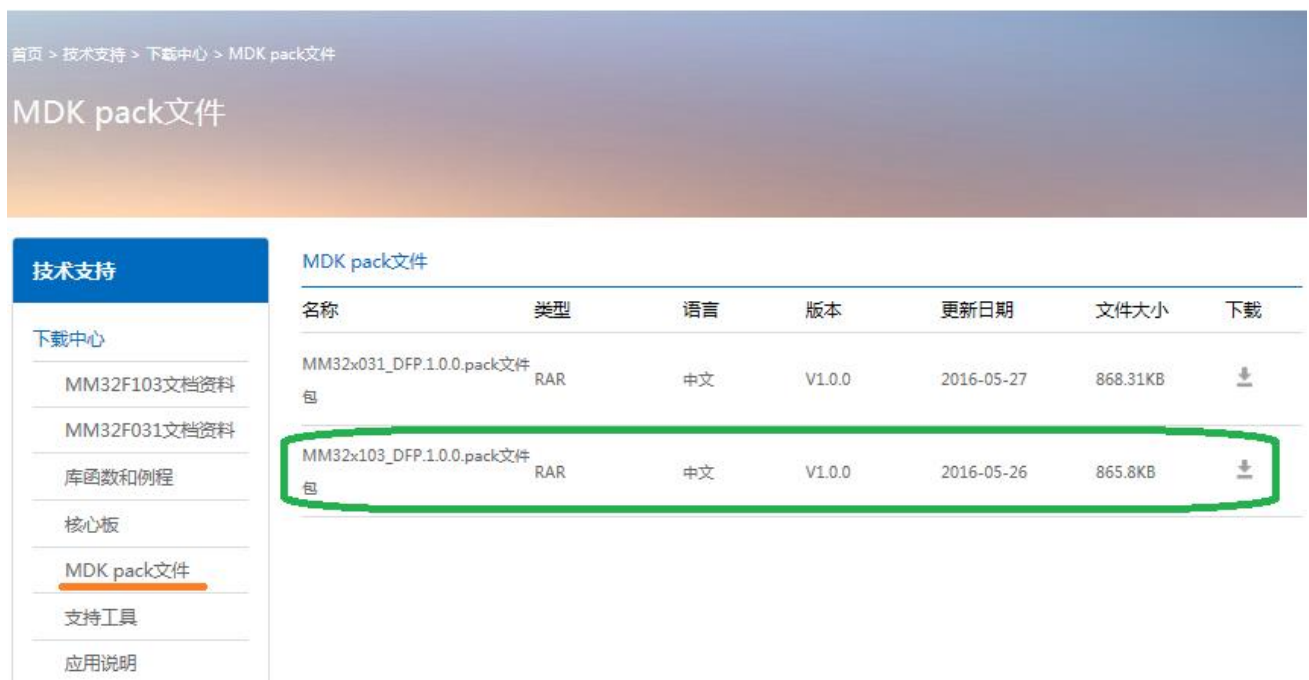 首页 > 技术支持 > 下载中心 > MDK pack文件
MDK pack文件
技术支持
下载中心
MM32F103文档资料
MM32F031文档资料
库函数和例程
核心板
MDK pack文件
支持工具
应用说明
MDK pack文件
名称 类型 语言 版本 更新日期 文件大小 下载
MM32x031_DFP.1.0.0.pack文件
包 RAR 中文 V1.0.0 2016-05-27 868.31KB
MM32x103_DFP.1.0.0.pack文件
包 RAR 中文 V1.0.0 2016-05-26 865.8KB